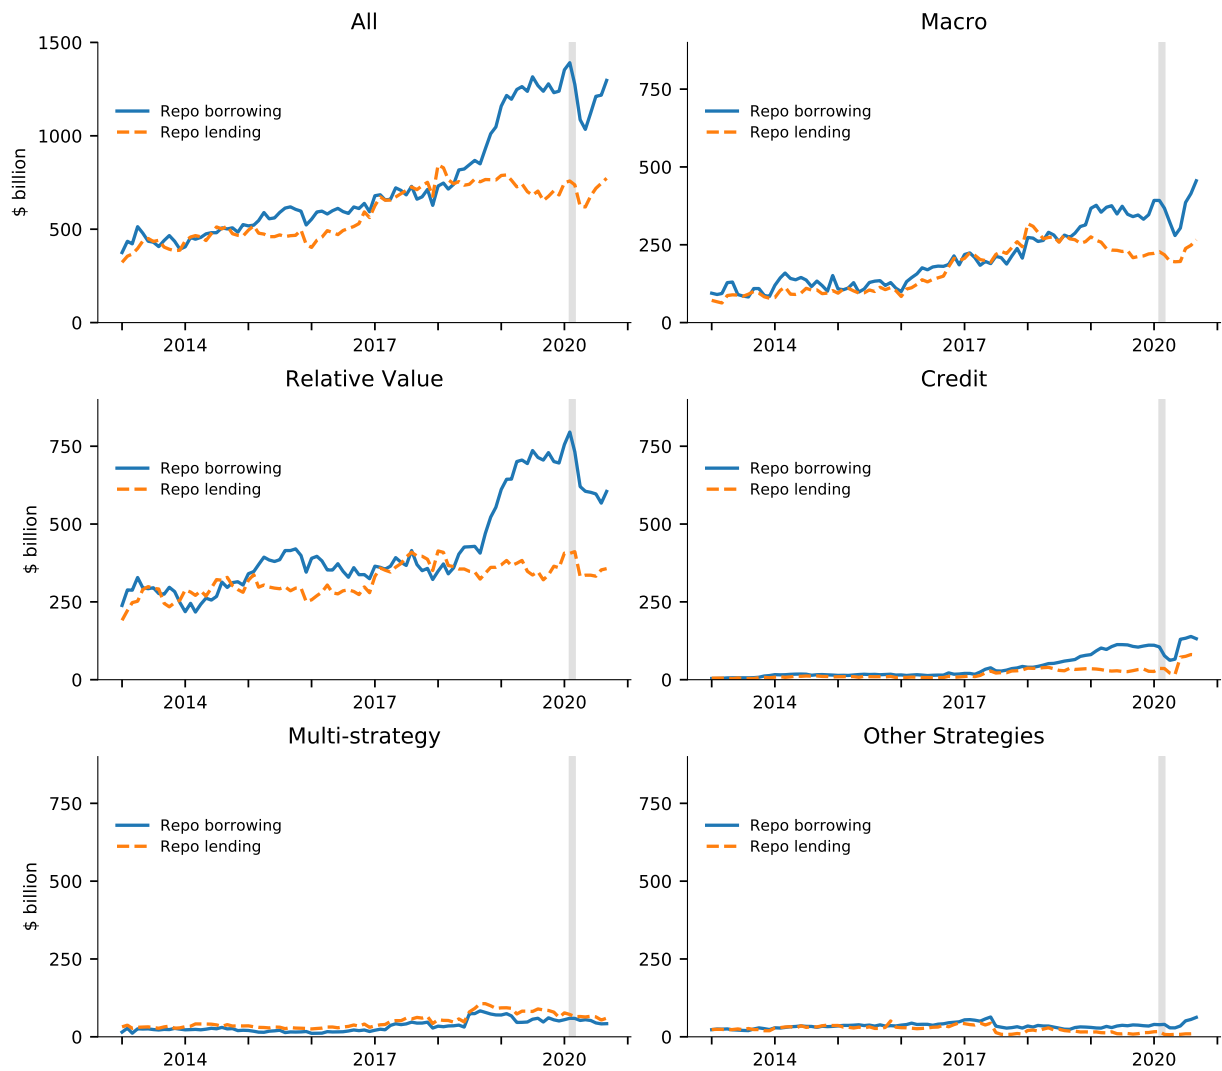 All
$ billion
1500
1000
500
0
Repo borrowing
Repo lending
2014
2017
2020
Macro
750
500
250
0
Repo borrowing
Repo lending
2014
2017
2020
Relative Value
$ billion
750
500
250
0
Repo borrowing
Repo lending
2014
2017
2020
Credit
750
500
250
0
Repo borrowing
Repo lending
2014
2017
2020
Multi-strategy
$ billion
750
500
250
0
Repo borrowing
Repo lending
2014
2017
2020
Other Strategies
750
500
250
0
Repo borrowing
Repo lending
2014
2017
2020